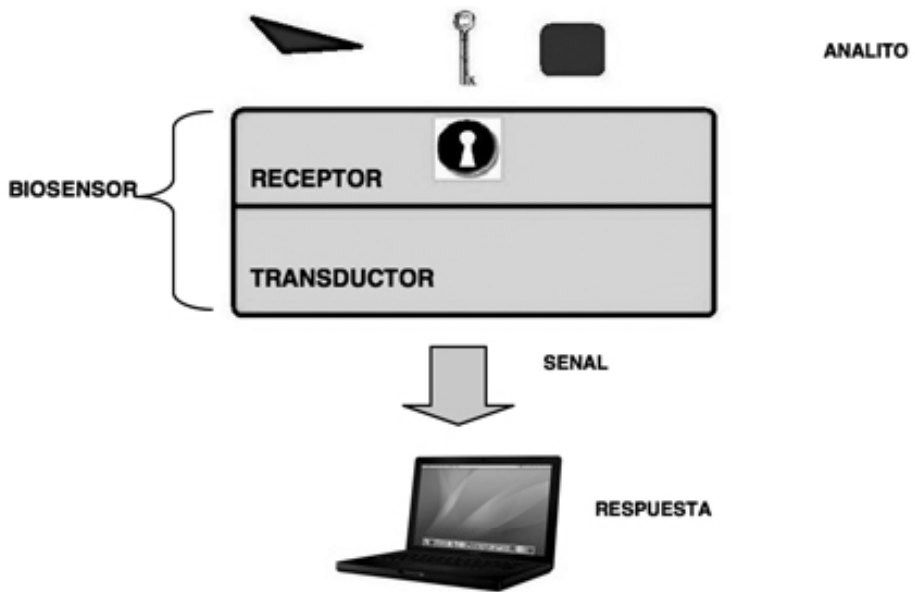 ANALITO
BIOSENSOR
RECEPTOR
TRANSDUCTOR
SENAL
RESPUESTA